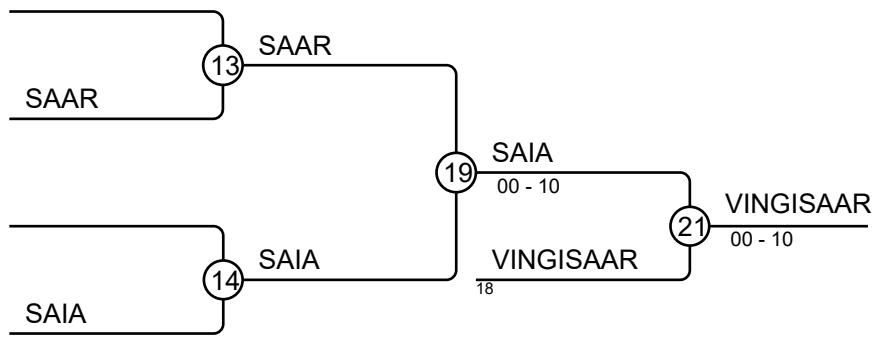 SAAR
13
SAAR
SAIA
14
SAIA
19
SAIA
00 - 10
VINGISAAR
18
21
VINGISAAR
00 - 10